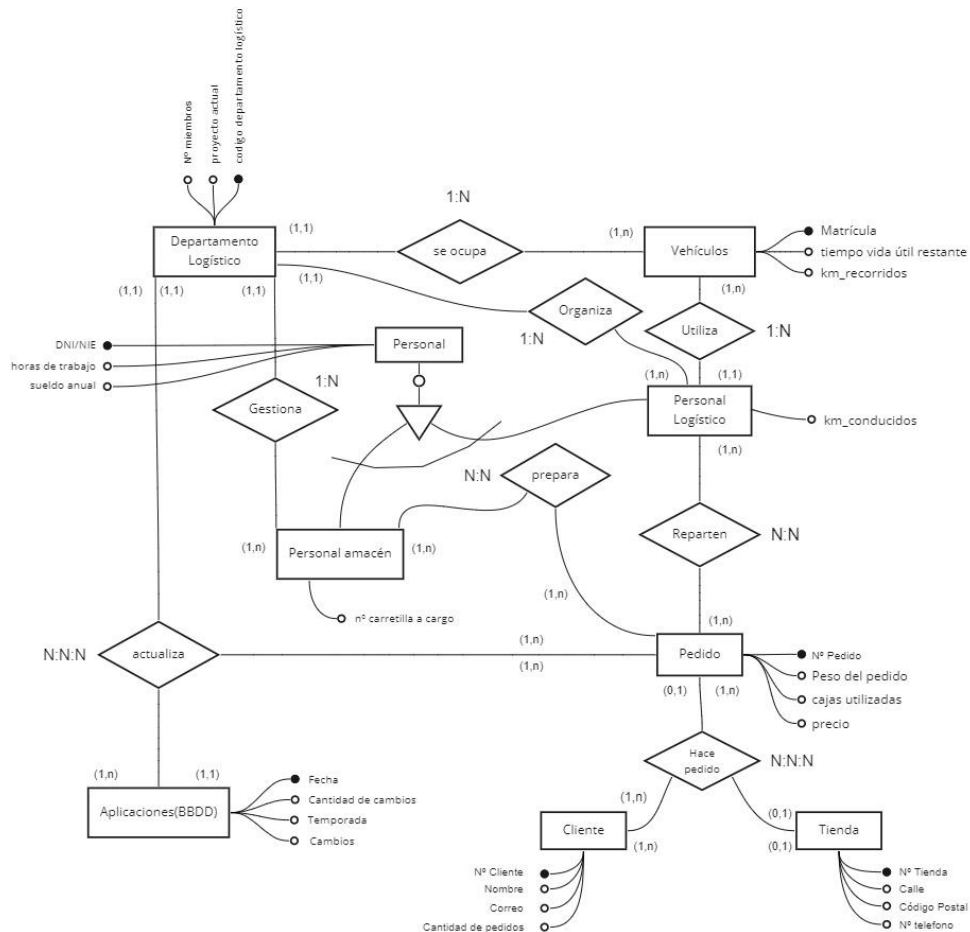 Nº miembros
proyecto actual
codigo departamento logístico
1:N
(1,1)
(1,n)
Departamento
Logístico
se ocupa
Vehículos
Matrícula
tiempo vida útil restante
km_recorridos
(1,1)
(1,1)
(1,1)
(1,1)
(1,n)
Organiza
1:N
Utiliza
1:N
DNI/NIE
horas de trabajo
sueldo anual
Personal
1:N
Gestiona
(1,n)
(1,1)
Personal
Logístico
km_conducidos
(1,n)
N:N
prepara
Reparten
N:N
(1,n)
Personal amacén
(1,n)
(1,n)
nº carretilla a cargo
(1,n)
N:N:N
actualiza
(1,n)
(1,n)
Pedido
Nº Pedido
Peso del pedido
cajas utilizadas
precio
(0,1)
(1,n)
Hace
pedido
N:N:N
(1,n)
(1,1)
Aplicaciones(BBDD)
Fecha
Cantidad de cambios
Temporada
Cambios
(1,n)
(0,1)
Cliente
(1,n)
(0,1)
Tienda
Nº Cliente
Nombre
Correo
Cantidad de pedidos
Nº Tienda
Calle
Código Postal
Nº telefono